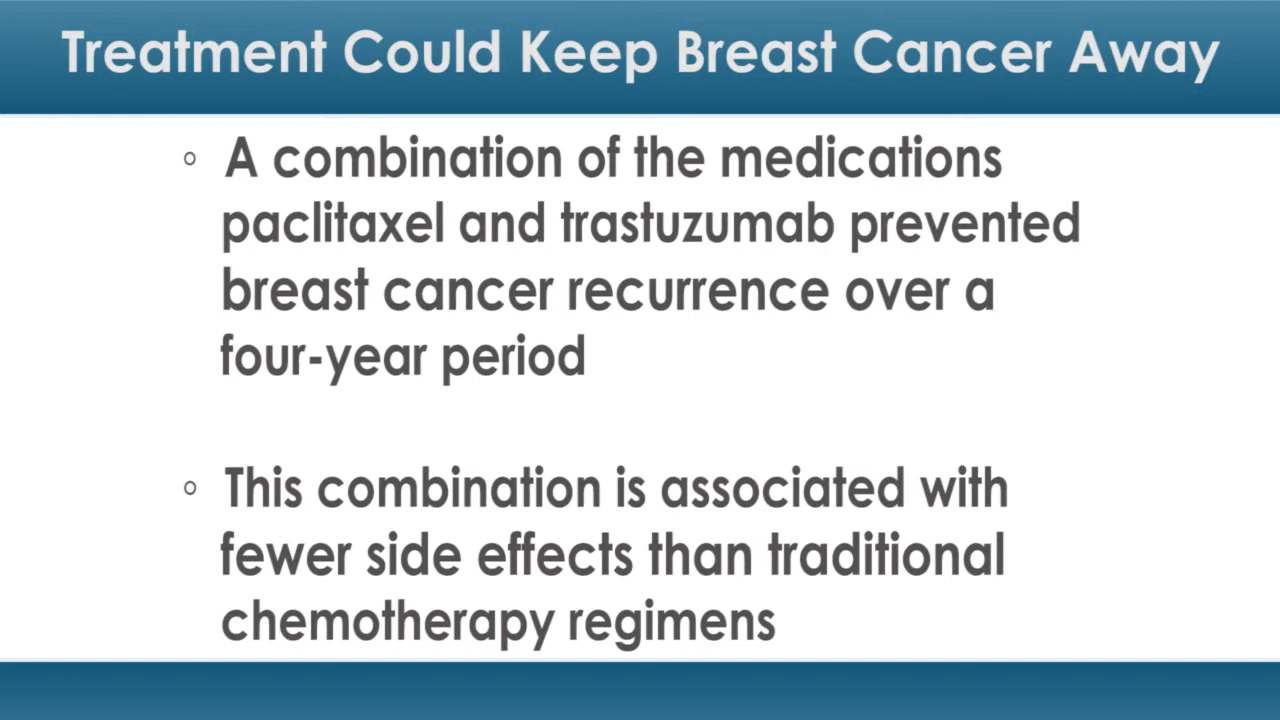 Treatment Could Keep Breast Cancer Away
◦ A combination of the medications
paclitaxel and trastuzumab prevented
breast cancer recurrence over a
four-year period
◦ This combination is associated with
fewer side effects than traditional
chemotherapy regimens